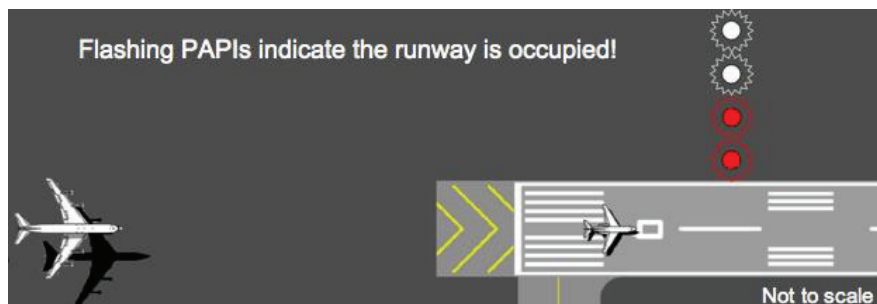 Flashing PAPIs indicate the runway is occupied!
Not to scale